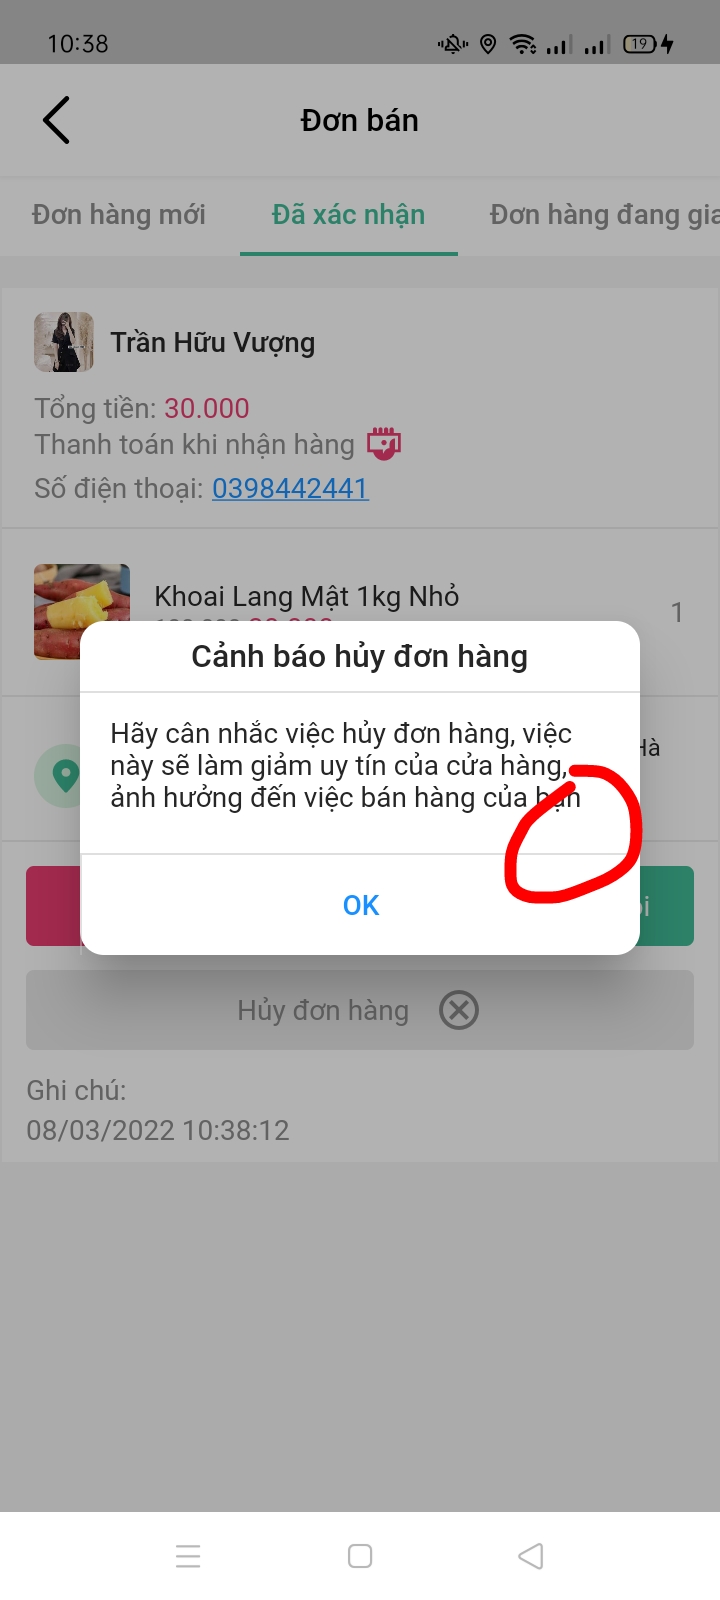 10:38
19
Đơn bán
Đơn hàng mới
Đã xác nhận
Đơn hàng đang gia
Trần Hữu Vượng
Tổng tiền: 30.000
Thanh toán khi nhận hàng
Số điện thoại: 0398442441
Khoai Lang Mật 1kg Nhỏ
1
Cảnh báo hủy đơn hàng
Hãy cân nhắc việc hủy đơn hàng, việc
này sẽ làm giảm uy tín của cửa hàng,
ảnh hưởng đến việc bán hàng của bạn
Hà
OK
Hủy đơn hàng
Ghi chú:
08/03/2022 10:38:12